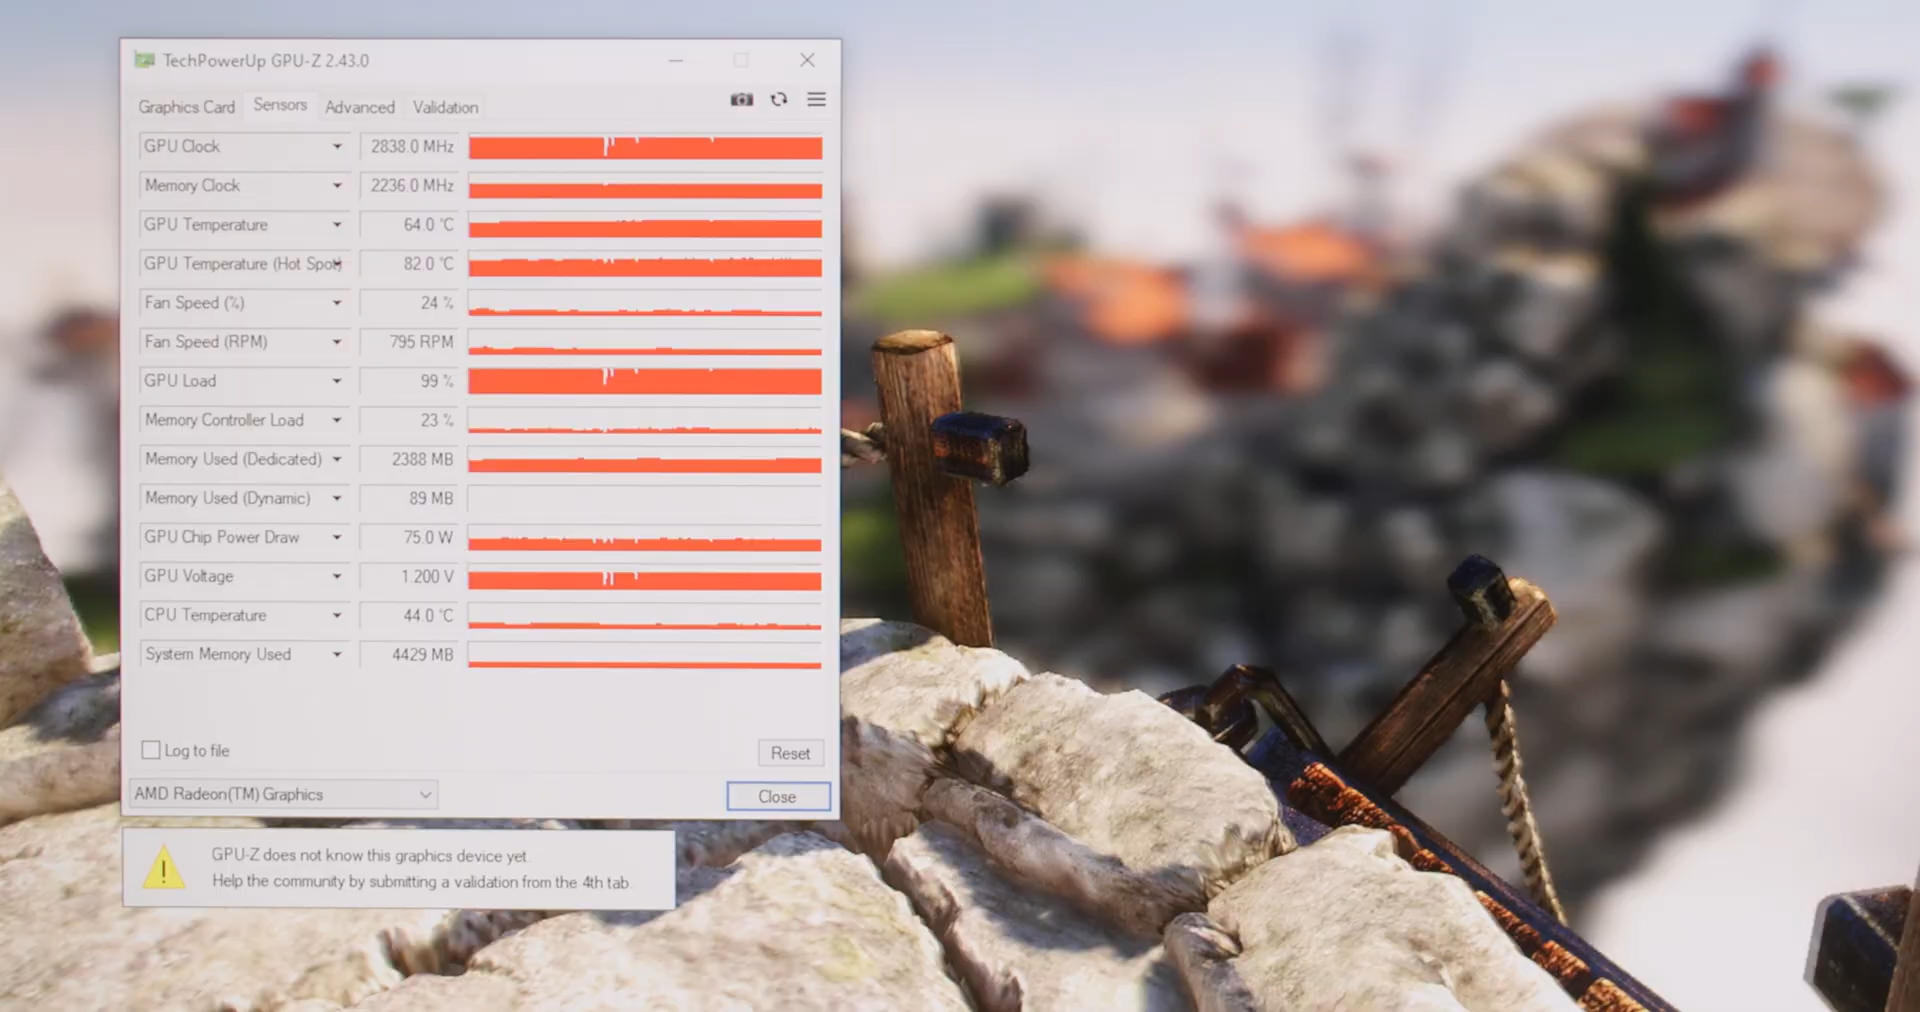 TechPowerUp GPU-Z 2.43.0
Graphics Card Sensors Advanced Validation
GPU Clock 2838.0 MHz
Memory Clock 2236.0 MHz
GPU Temperature 64.0 °C
GPU Temperature (Hot Spot) 82.0 °C
Fan Speed (%) 24 %
Fan Speed (RPM) 795 RPM
GPU Load 99 %
Memory Controller Load 23 %
Memory Used (Dedicated) 2388 MB
Memory Used (Dynamic) 89 MB
GPU Chip Power Draw 75.0 W
GPU Voltage 1.200 V
CPU Temperature 44.0 °C
System Memory Used 4429 MB
Log to file
Reset
AMD Radeon(TM) Graphics
Close
GPU-Z does not know this graphics device yet.
Help the community by submitting a validation from the 4th tab.